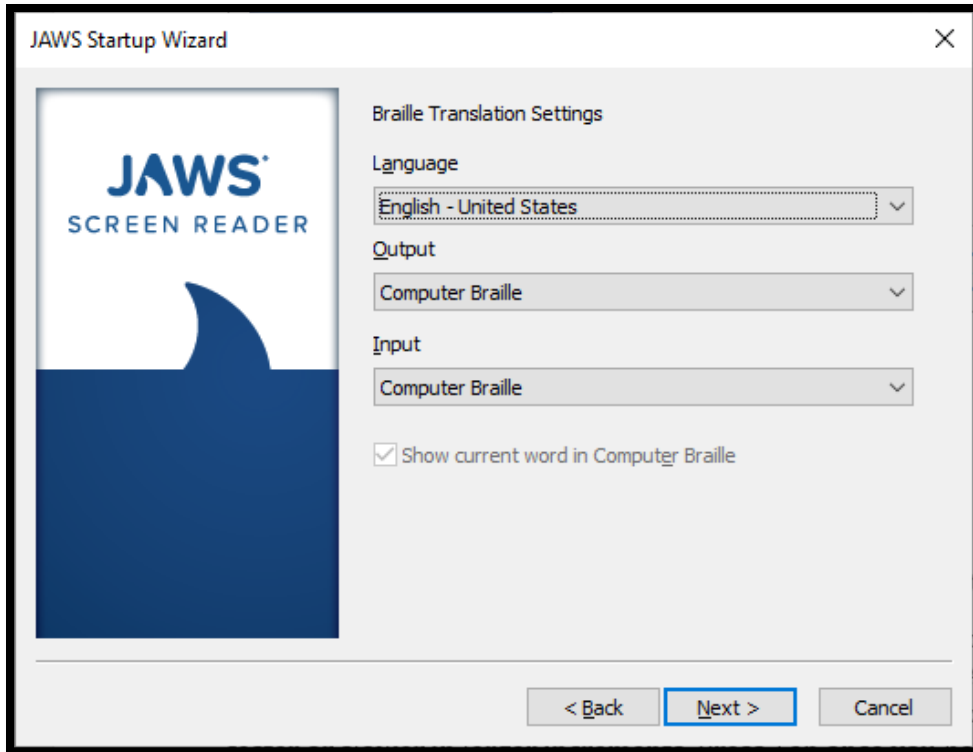 JAWS Startup Wizard
JAWS
SCREEN READER
Braille Translation Settings
Language
English - United States
Output
Computer Braille
Input
Computer Braille
Show current word in Computer Braille
< Back
Next >
Cancel